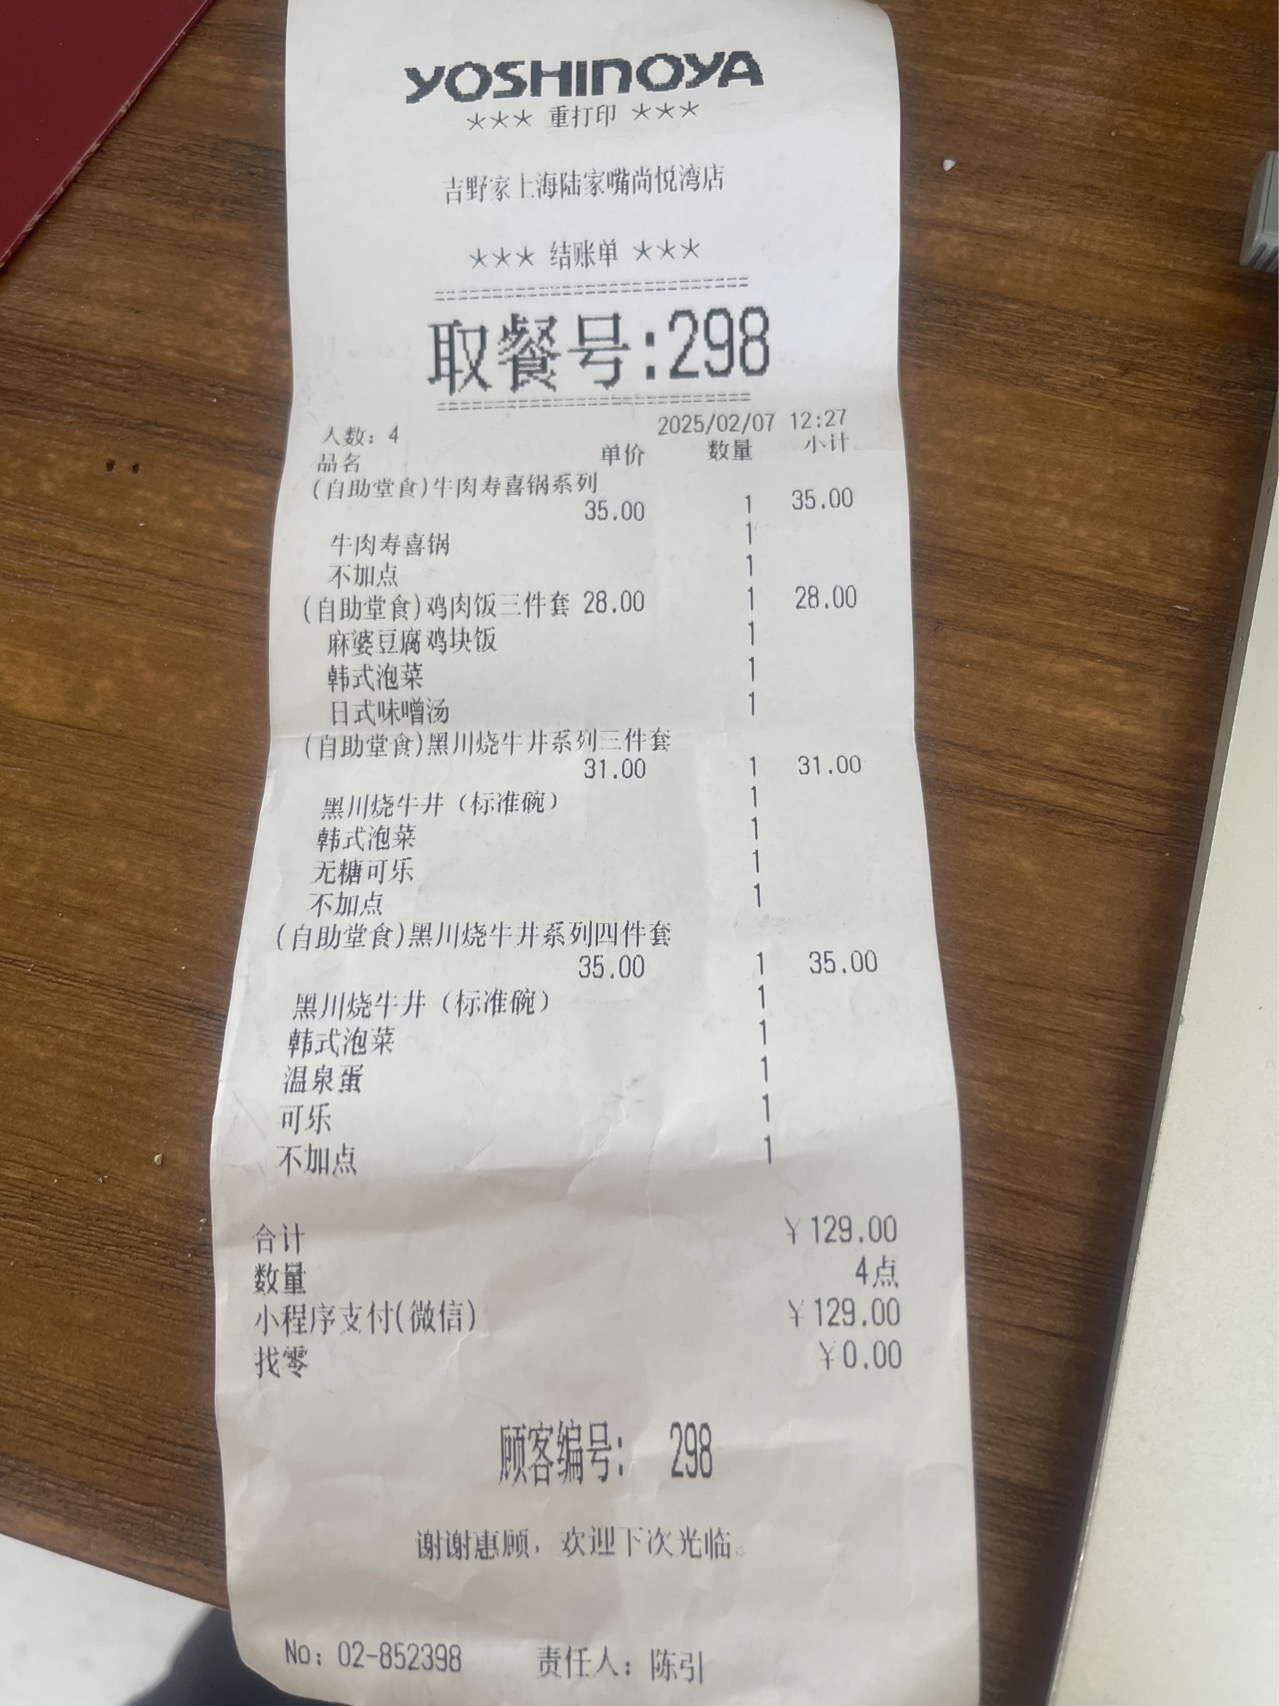 YOSHINOYA
*** 重打印 ***
吉野家上海陆家嘴尚悦湾店
*** 结账单 ***
==========================
取餐号:298
==========================
人数: 4 2025/02/07 12:27
品名 单价 数量 小计
(自助堂食)牛肉寿喜锅系列
35.00 1 35.00
牛肉寿喜锅 1
不加点 1
(自助堂食)鸡肉饭三件套 28.00 1 28.00
麻婆豆腐鸡块饭 1
韩式泡菜 1
日式味噌汤 1
(自助堂食)黑川烧牛丼系列三件套
31.00 1 31.00
黑川烧牛丼（标准碗） 1
韩式泡菜 1
无糖可乐 1
不加点 1
(自助堂食)黑川烧牛丼系列四件套
35.00 1 35.00
黑川烧牛丼（标准碗） 1
韩式泡菜 1
温泉蛋 1
可乐 1
不加点 1
合计 ￥129.00
数量 4点
小程序支付(微信) ￥129.00
找零 ￥0.00
顾客编号: 298
谢谢惠顾，欢迎下次光临。
No: 02-852398 责任人: 陈引